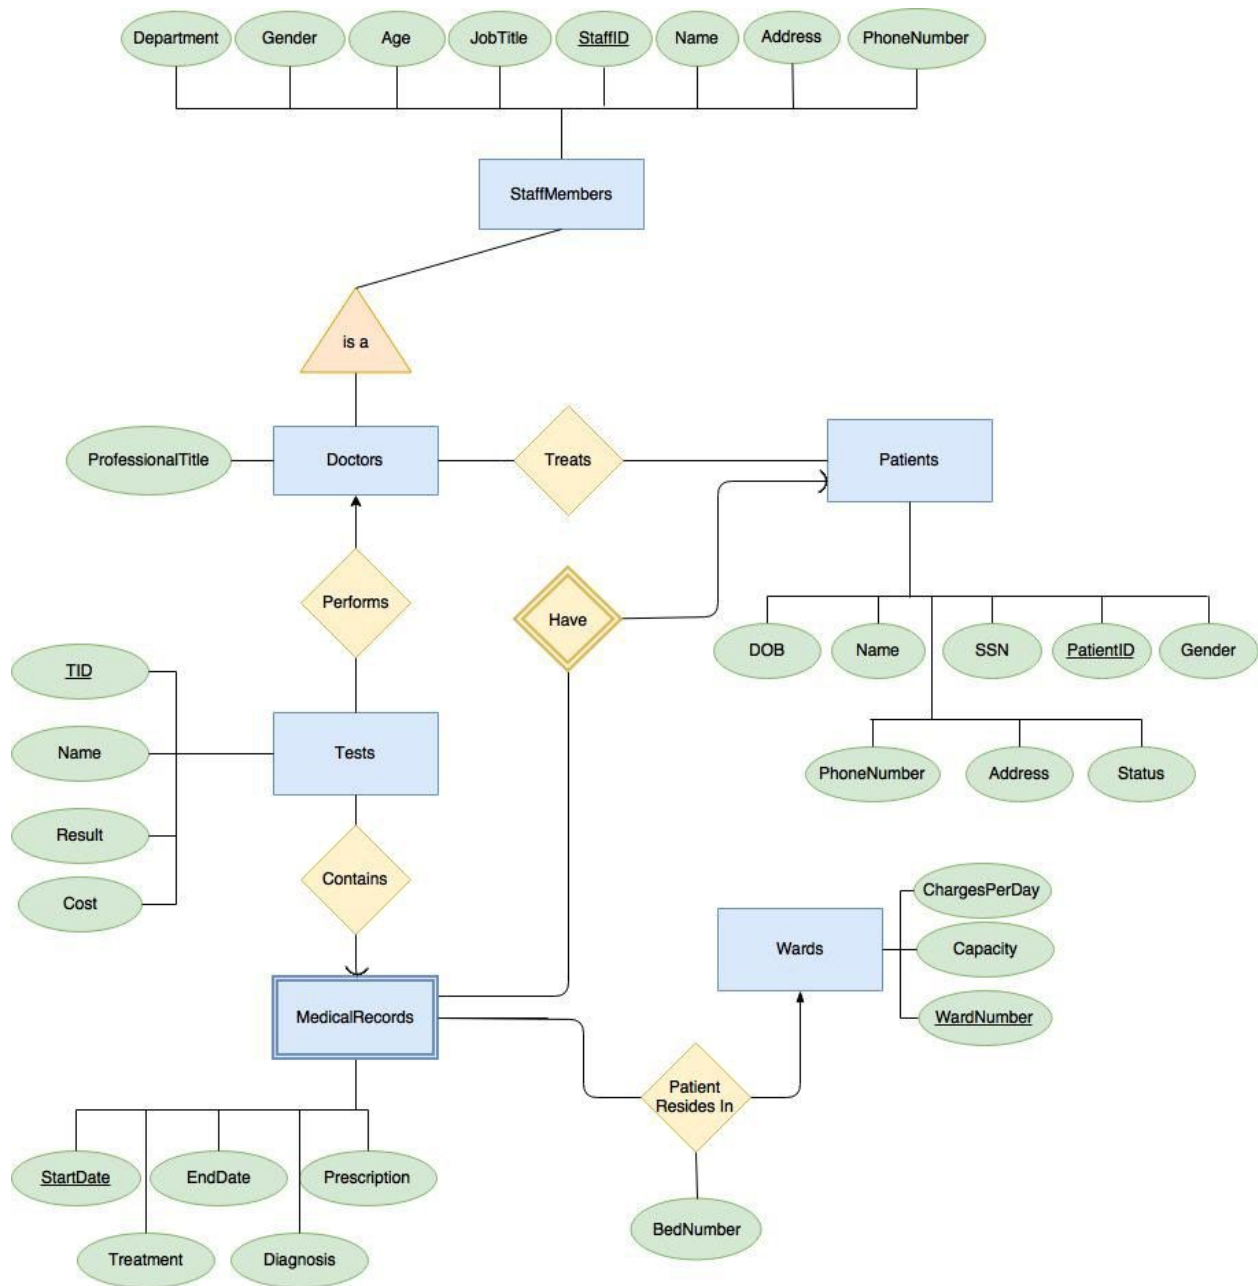 Department
Gender
Age
JobTitle
StaffID
Name
Address
PhoneNumber
StaffMembers
is a
ProfessionalTitle
Doctors
Treats
Patients
Performs
Have
DOB
Name
SSN
PatientID
Gender
TID
Name
Tests
PhoneNumber
Address
Status
Result
Cost
Contains
ChargesPerDay
Wards
Capacity
WardNumber
MedicalRecords
Patient
Resides In
StartDate
EndDate
Prescription
BedNumber
Treatment
Diagnosis